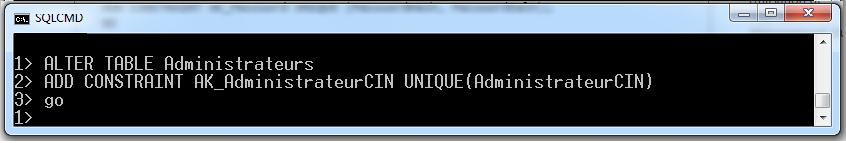 SQLCMD
1> ALTER TABLE Administrateurs
2> ADD CONSTRAINT AK_AdministrateurCIN UNIQUE(AdministrateurCIN)
3> go
1>